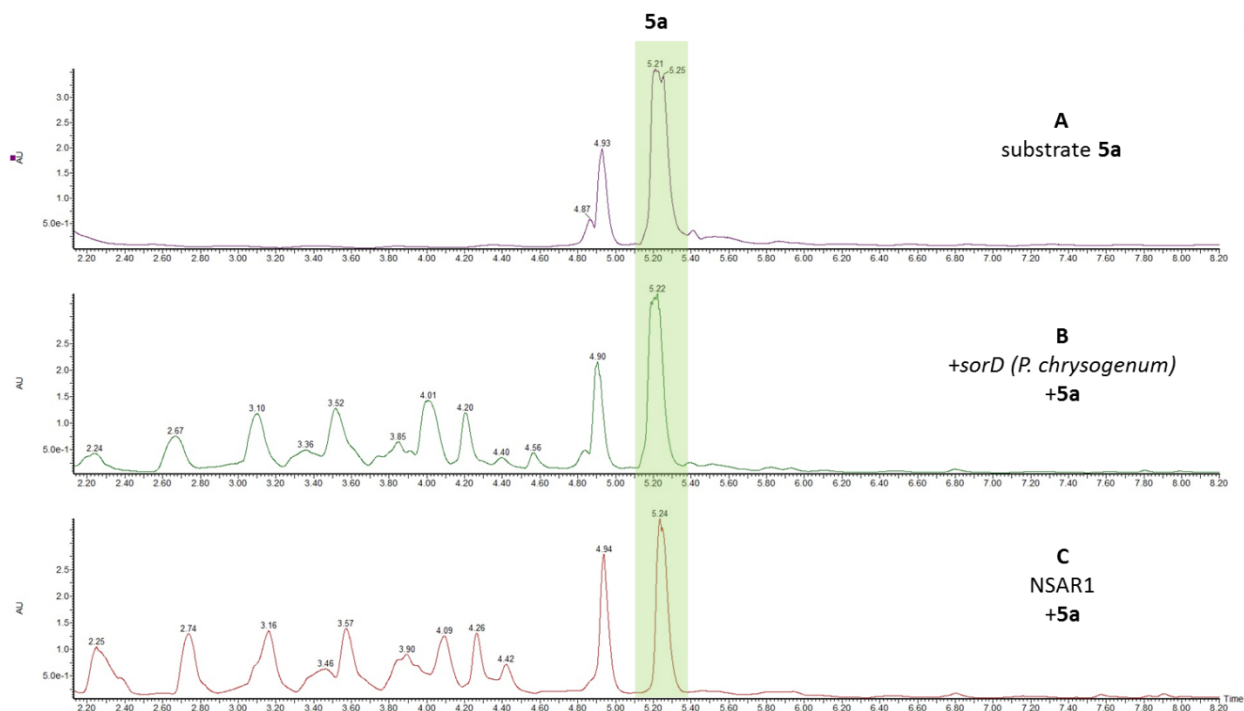 5a
5.21
5.25
3.0
2.5
2.0
1.5
1.0
5.0e-1
AU
4.93
4.87
A
substrate 5a
2.20 2.40 2.60 2.80 3.00 3.20 3.40 3.60 3.80 4.00 4.20 4.40 4.60 4.80 5.00 5.20 5.40 5.60 5.80 6.00 6.20 6.40 6.60 6.80 7.00 7.20 7.40 7.60 7.80 8.00 8.20
5.22
2.5
2.0
1.5
1.0
5.0e-1
AU
2.24
2.67
3.10
3.36
3.52
3.85
4.01
4.20
4.40
4.56
4.90
B
+sorD (P. chrysogenum)
+5a
2.20 2.40 2.60 2.80 3.00 3.20 3.40 3.60 3.80 4.00 4.20 4.40 4.60 4.80 5.00 5.20 5.40 5.60 5.80 6.00 6.20 6.40 6.60 6.80 7.00 7.20 7.40 7.60 7.80 8.00 8.20
5.24
2.5
2.0
1.5
1.0
5.0e-1
AU
2.25
2.74
3.16
3.46
3.57
3.90
4.09
4.26
4.42
4.94
C
NSAR1
+5a
Time
2.20 2.40 2.60 2.80 3.00 3.20 3.40 3.60 3.80 4.00 4.20 4.40 4.60 4.80 5.00 5.20 5.40 5.60 5.80 6.00 6.20 6.40 6.60 6.80 7.00 7.20 7.40 7.60 7.80 8.00 8.20